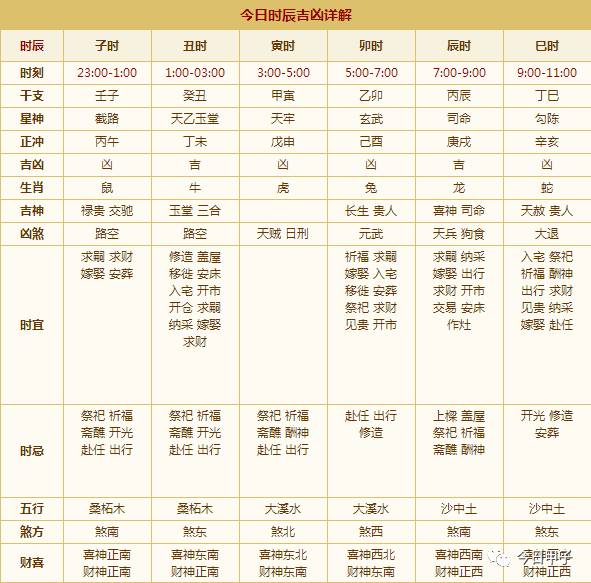 今日时辰吉凶详解
时辰 子时 丑时 寅时 卯时 辰时 巳时
时刻 23:00-1:00 1:00-03:00 3:00-5:00 5:00-7:00 7:00-9:00 9:00-11:00
干支 壬子 癸丑 甲寅 乙卯 丙辰 丁巳
星神 截路 天乙玉堂 天牢 玄武 司命 勾陈
正冲 丙午 丁未 戊申 己酉 庚戌 辛亥
吉凶 凶 吉 凶 凶 吉 凶
生肖 鼠 牛 虎 兔 龙 蛇
吉神 禄贵 交驰 玉堂 三合 长生 贵人 喜神 司命 天赦 贵人
凶煞 路空 路空 天贼 日刑 元武 天兵 狗食 大退
时宜
求嗣 求财
嫁娶 安葬
修造 盖屋
移徙 安床
入宅 开市
开仓 求嗣
纳采 嫁娶
求财
祈福 求嗣
嫁娶 入宅
移徙 安葬
祭祀 求财
见贵 开市
求嗣 纳采
嫁娶 出行
求财 开市
交易 安床
作灶
入宅 祭祀
祈福 酬神
出行 求财
见贵 纳采
嫁娶 赴任
时忌
祭祀 祈福
斋醮 开光
赴任 出行
祭祀 祈福
斋醮 开光
赴任 出行
祭祀 祈福
斋醮 酬神
赴任 出行
赴任 出行
修造
上樑 盖屋
祭祀 祈福
斋醮 酬神
开光 修造
安葬
五行 桑柘木 桑柘木 大溪水 大溪水 沙中土 沙中土
煞方 煞南 煞东 煞北 煞西 煞南 煞东
财喜
喜神正南
财神正南
喜神东南
财神正南
喜神东北
财神东南
喜神西北
财神东南
喜神西南
财神正西
喜神正南
财神正西
今日甲子